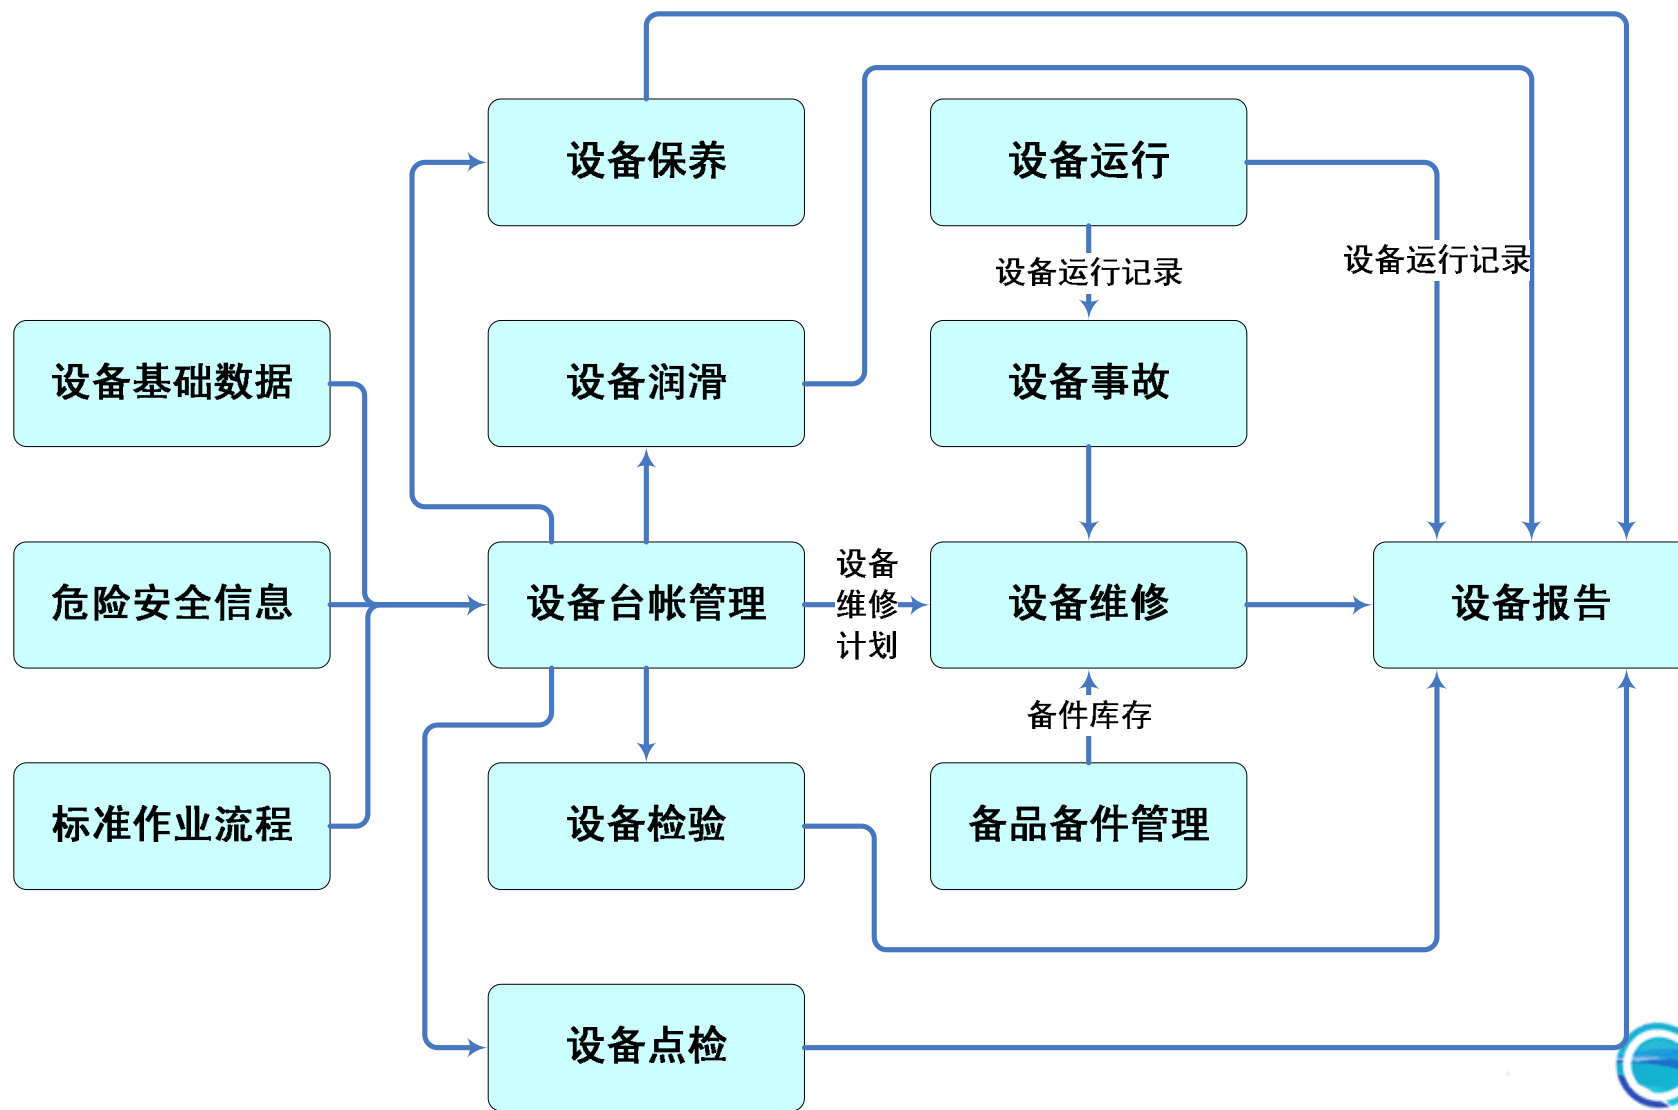 设备保养
设备运行
设备运行记录
设备运行记录
设备基础数据
设备润滑
设备事故
危险安全信息
设备台帐管理
设备
维修
计划
设备维修
设备报告
备件库存
标准作业流程
设备检验
备品备件管理
设备点检